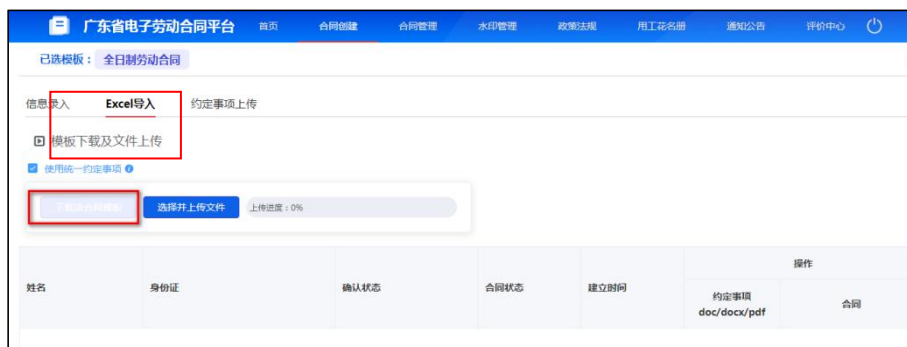 广东省电子劳动合同平台 首页 合同创建 合同管理 水印管理 政策法规 用工花名册 通知公告 评价中心
已选模板： 全日制劳动合同
信息录入 Excel导入 约定事项上传
模板下载及文件上传
使用统一约定事项
选择并上传文件 上传进度：0%
操作
姓名 身份证 确认状态 合同状态 建立时间 约定事项 合同
doc/docx/pdf